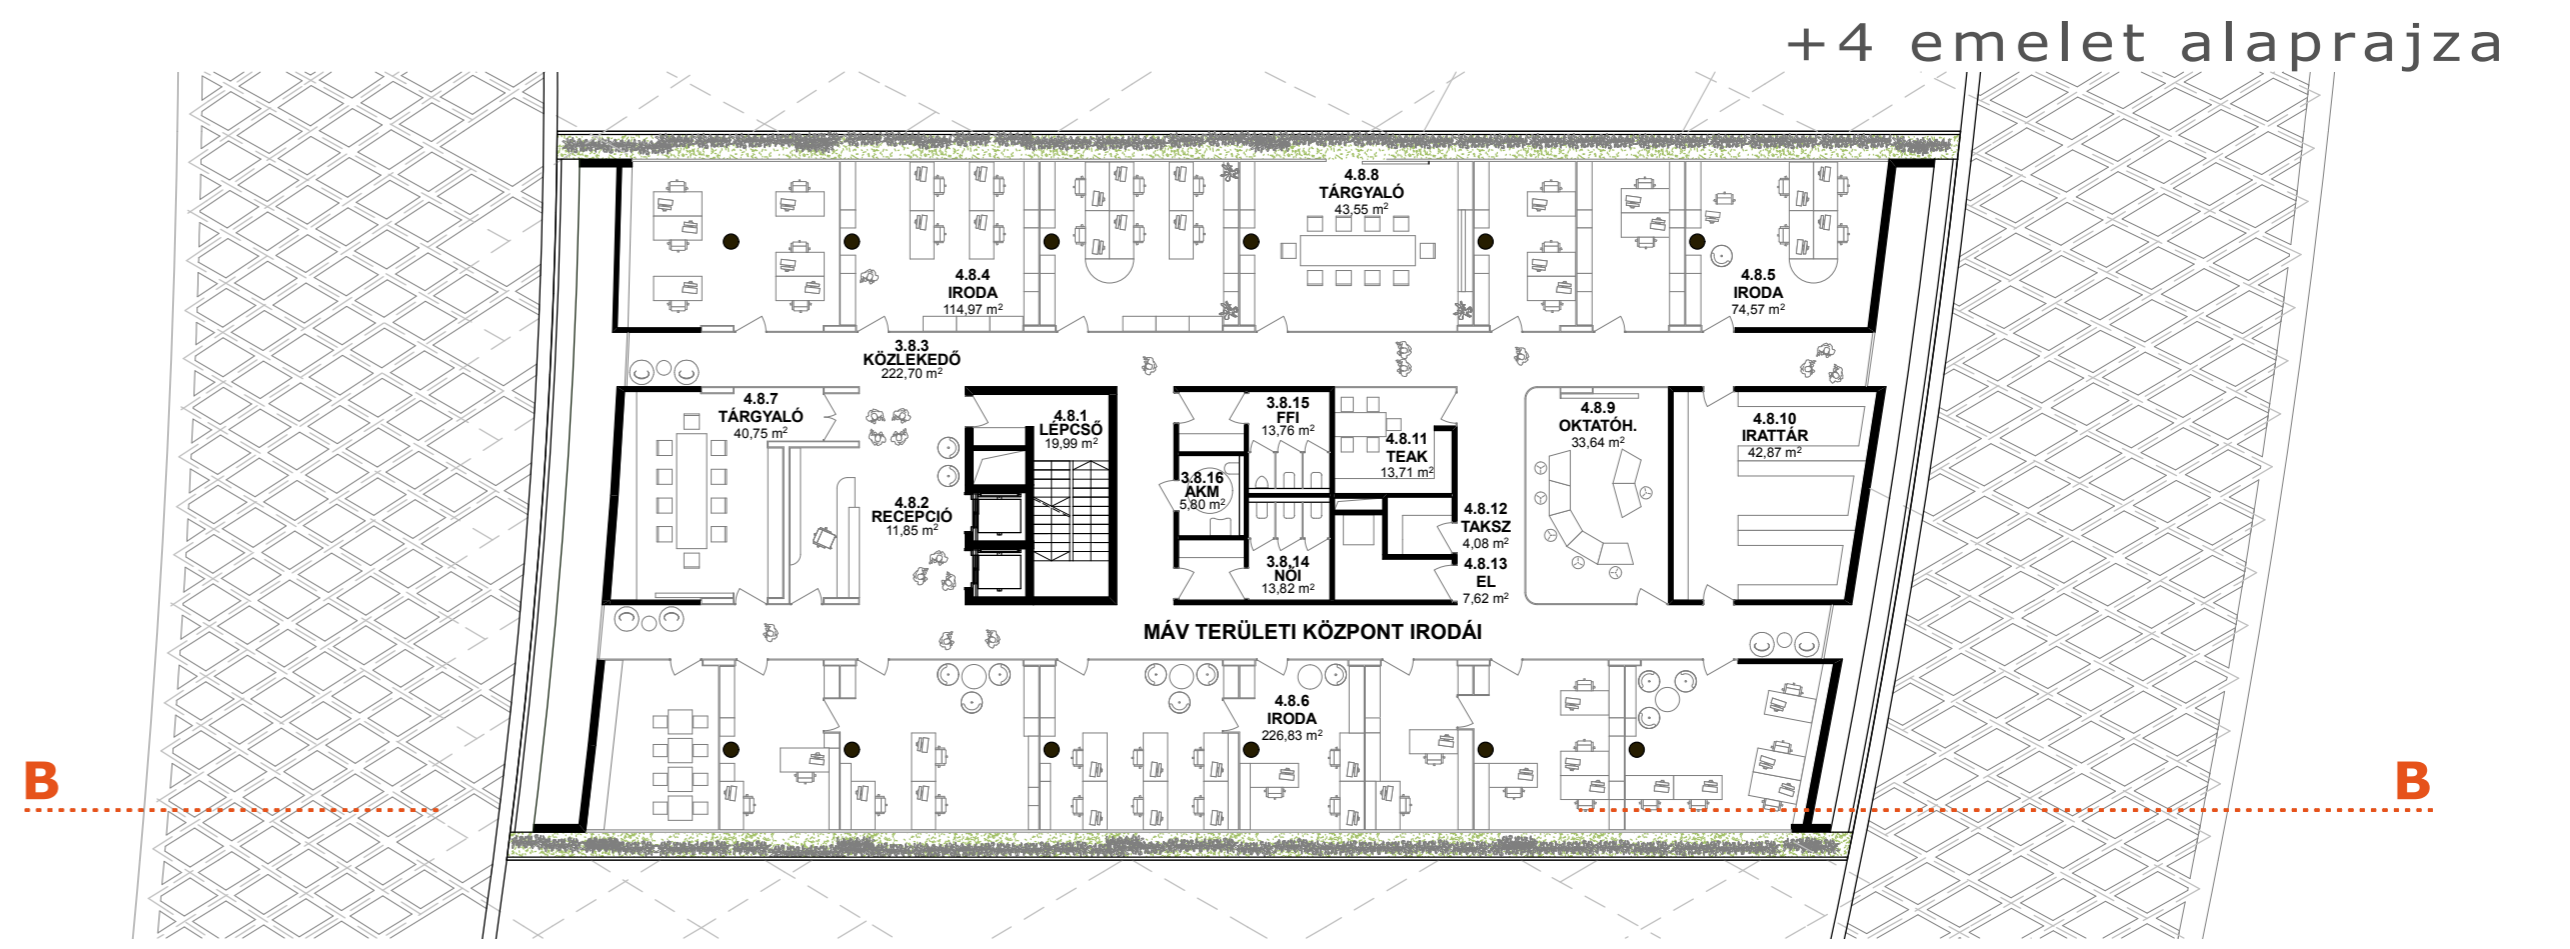 +4 emelet alaprajza
4.8.8
TÁRGYALÓ
43,55 m²
4.8.4
IRODA
114,97 m²
4.8.5
IRODA
74,57 m²
3.8.3
KÖZLEKEDŐ
222,70 m²
4.8.7
TÁRGYALÓ
40,75 m²
4.8.1
LÉPCSŐ
19,99 m²
3.8.15
FFI
13,76 m²
4.8.11
TEAK
13,71 m²
4.8.9
OKTATÓH.
33,64 m²
4.8.10
IRATTÁR
42,87 m²
3.8.16
AKM
5,80 m²
4.8.2
RECEPCIÓ
11,85 m²
4.8.12
TAKSZ
4,08 m²
3.8.14
NŐI
13,82 m²
4.8.13
EL
7,62 m²
MÁV TERÜLETI KÖZPONT IRODÁI
4.8.6
IRODA
226,83 m²
B
B